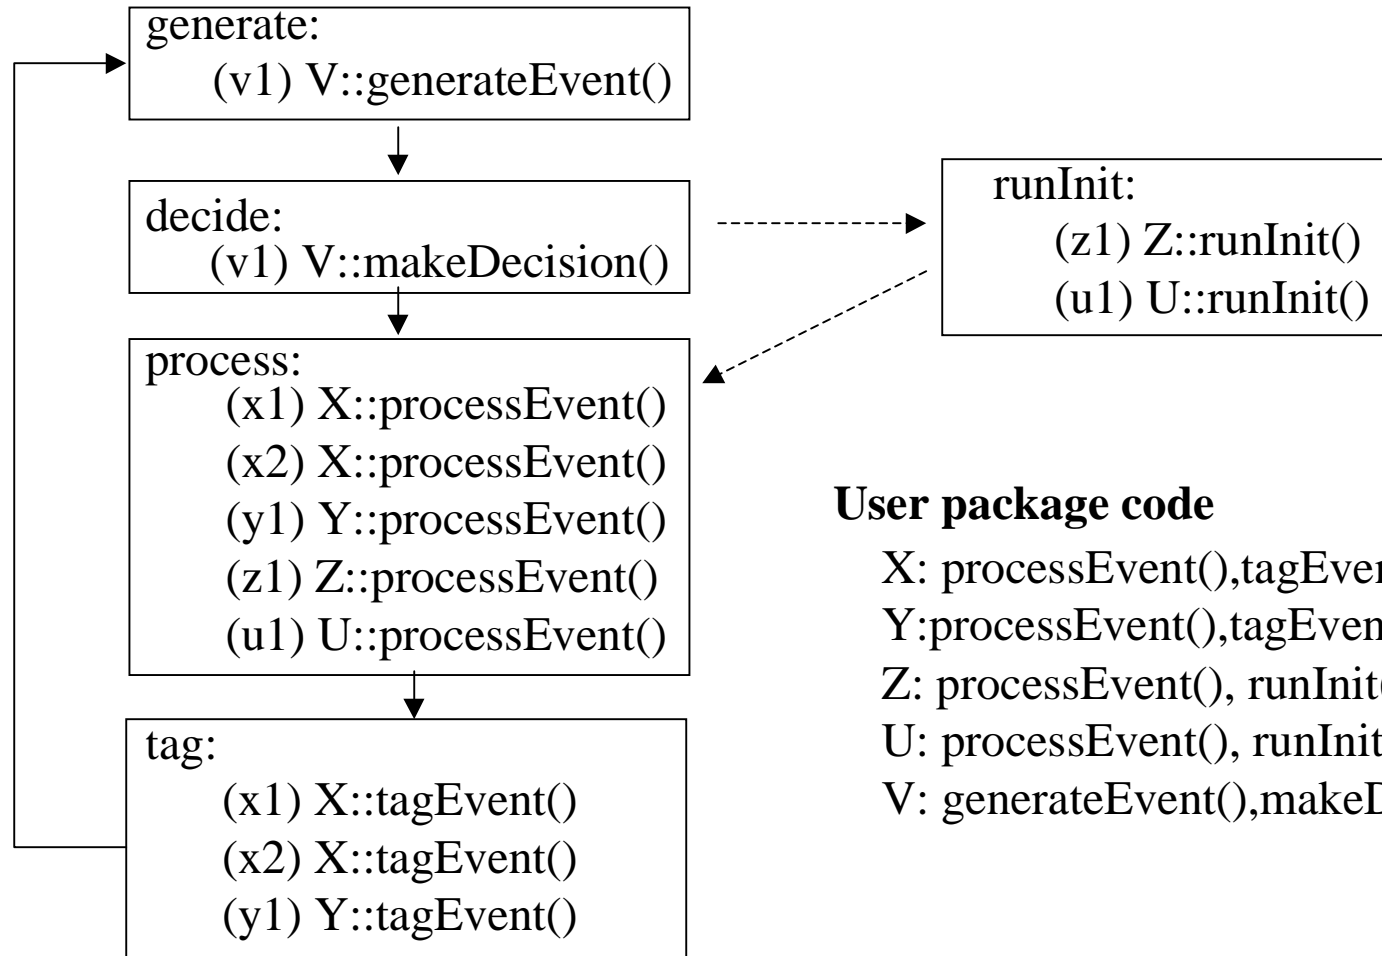 generate:
(v1) V::generateEvent()
decide:
(v1) V::makeDecision()
process:
(x1) X::processEvent()
(x2) X::processEvent()
(y1) Y::processEvent()
(z1) Z::processEvent()
(u1) U::processEvent()
tag:
(x1) X::tagEvent()
(x2) X::tagEvent()
(y1) Y::tagEvent()
runInit:
(z1) Z::runInit()
(u1) U::runInit()
User package code
X: processEvent(),tagEven
Y:processEvent(),tagEven
Z: processEvent(), runInit(
U: processEvent(), runInit
V: generateEvent(),makeD